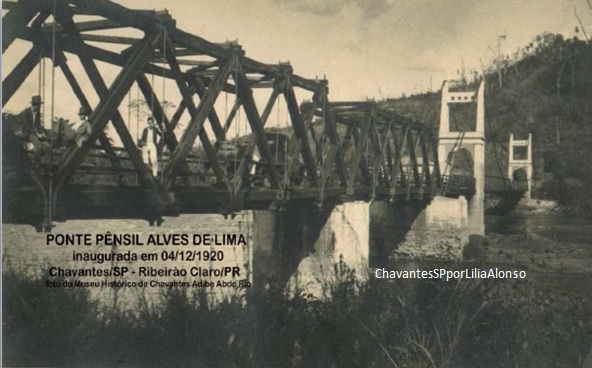 PONTE PÊNSIL ALVES DE LIMA
inaugurada em 04/12/1920
Chavantes/SP - Ribeirão Claro/PR
foto do Museu Histórico de Chavantes Adibe Abdo Rio
ChavantesSPporLiliaAlonso